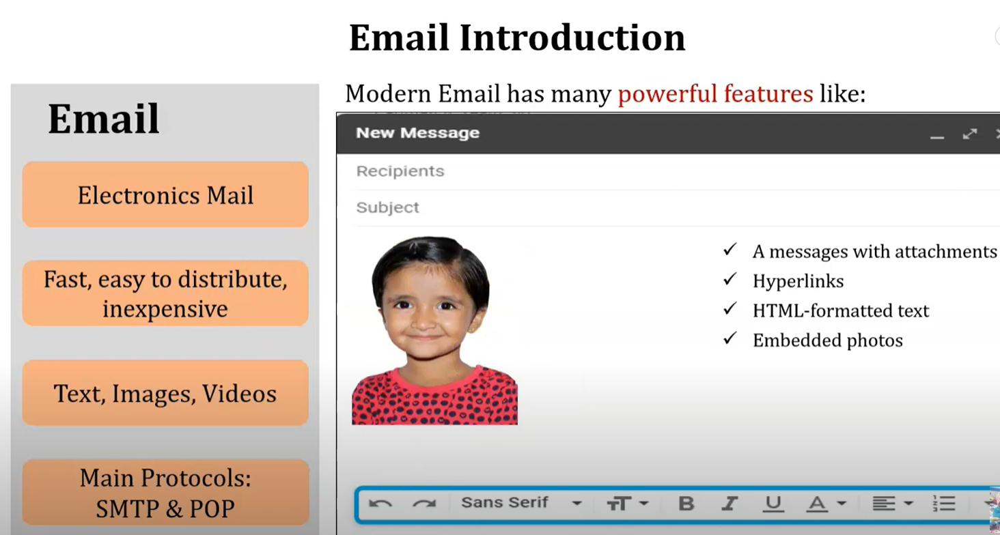 Email Introduction
Email
Electronics Mail
Fast, easy to distribute,
inexpensive
Text, Images, Videos
Main Protocols:
SMTP & POP
Modern Email has many powerful features like:
New Message
Recipients
Subject
✓ A messages with attachments
✓ Hyperlinks
✓ HTML-formatted text
✓ Embedded photos
Sans Serif TT B I U A